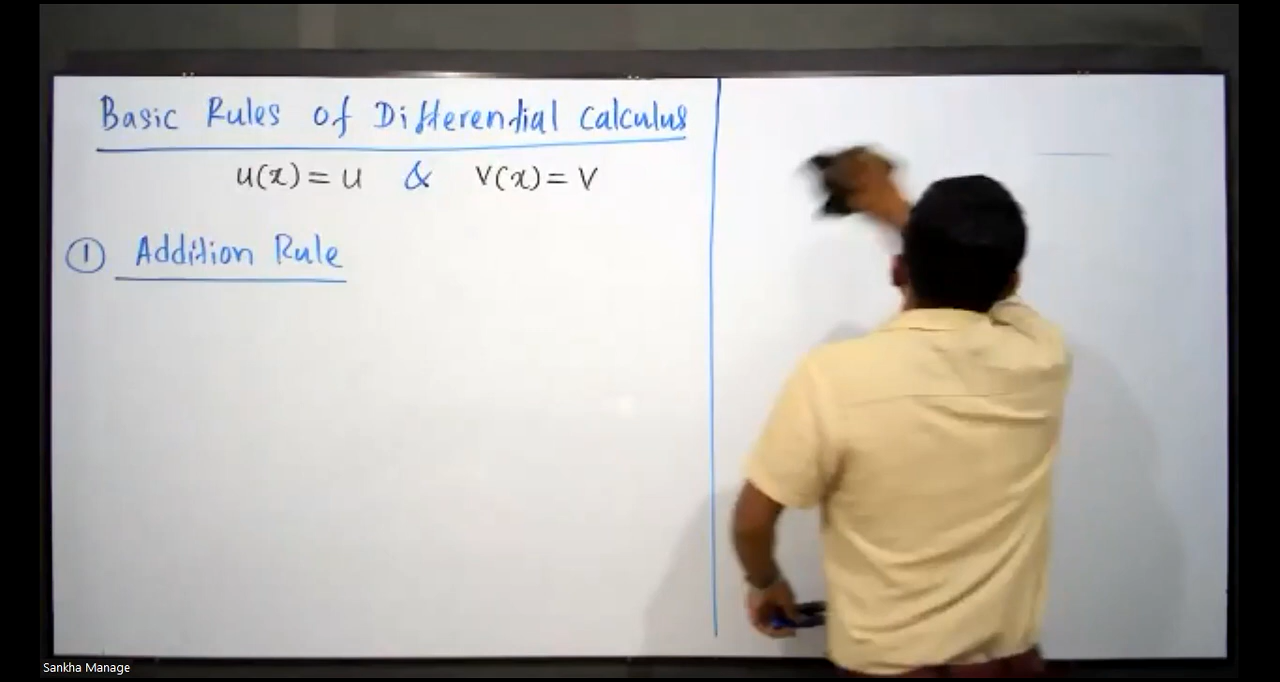 Basic Rules of Differential Calculus
u(x) = u & v(x) = v
① Addition Rule
Sankha Manage